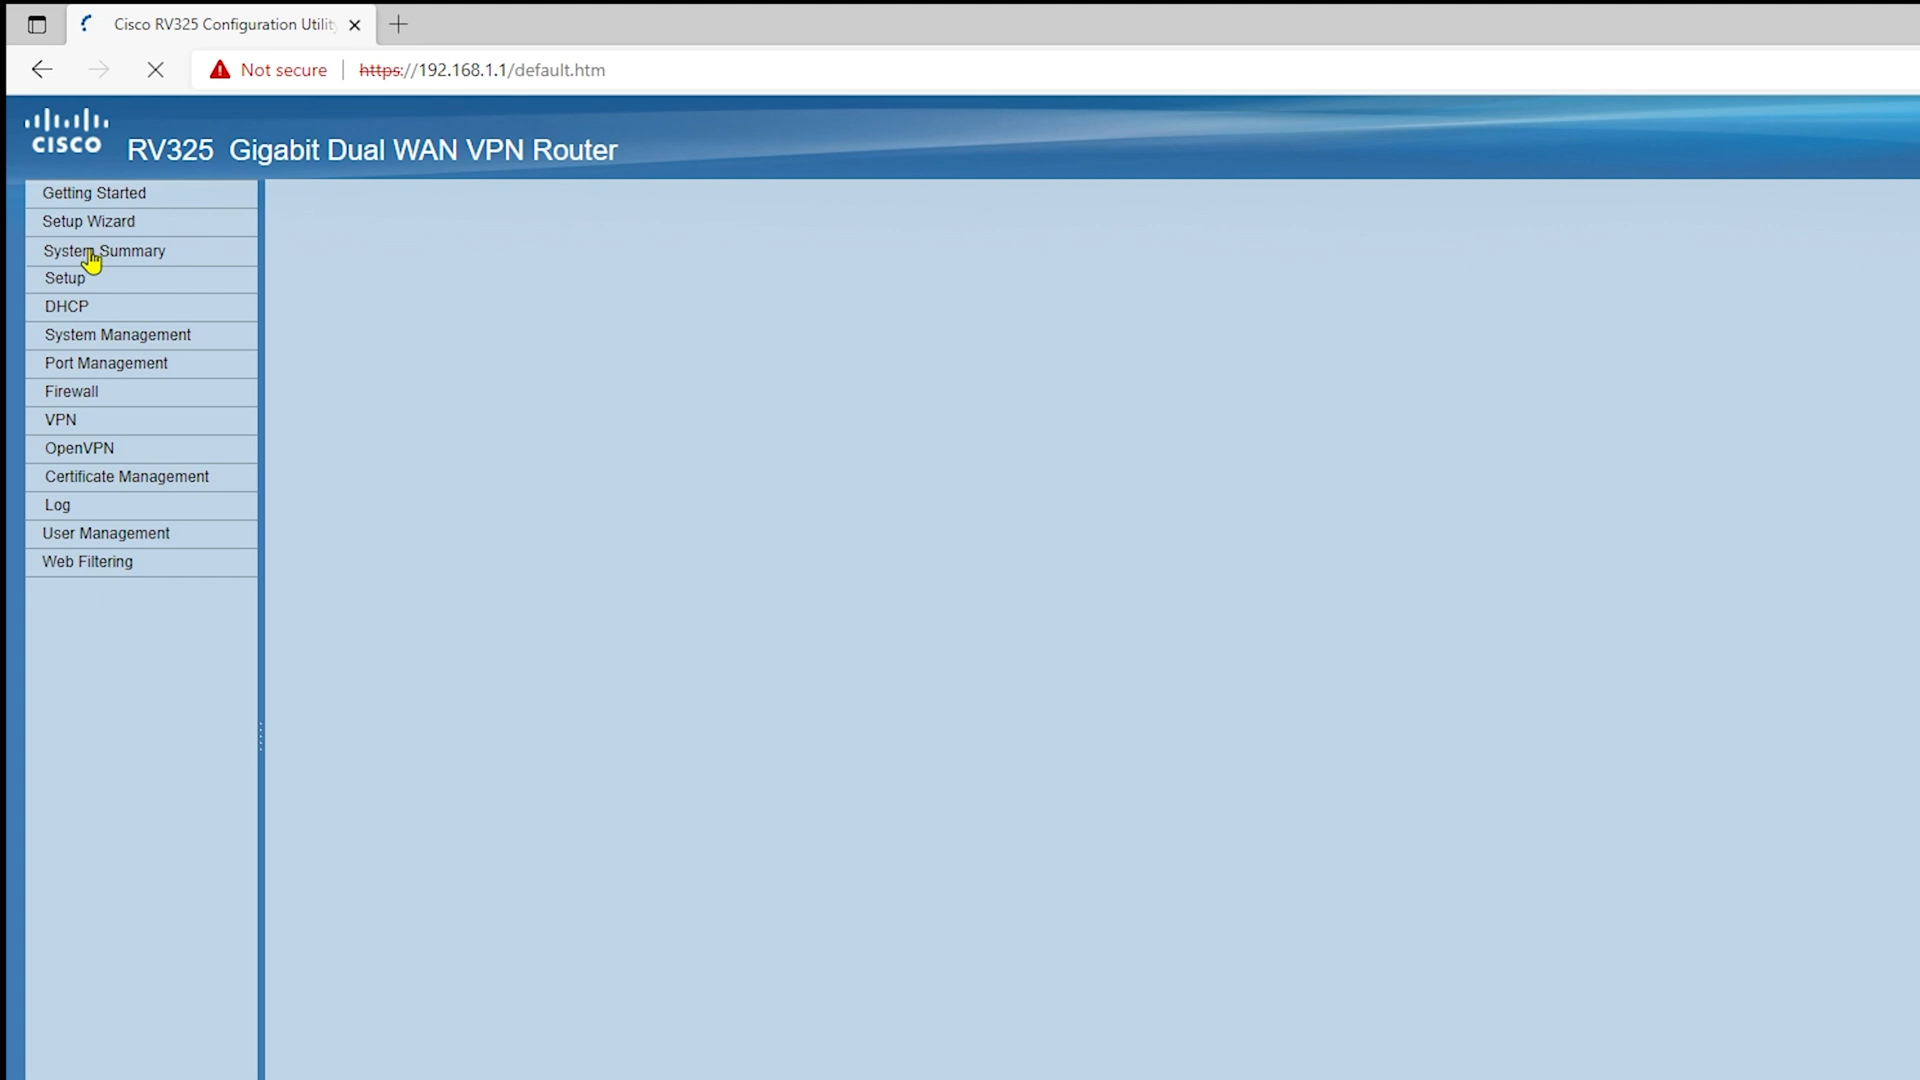 Cisco RV325 Configuration Utility
Not secure https://192.168.1.1/default.htm
CISCO
RV325 Gigabit Dual WAN VPN Router
Getting Started
Setup Wizard
System Summary
Setup
DHCP
System Management
Port Management
Firewall
VPN
OpenVPN
Certificate Management
Log
User Management
Web Filtering